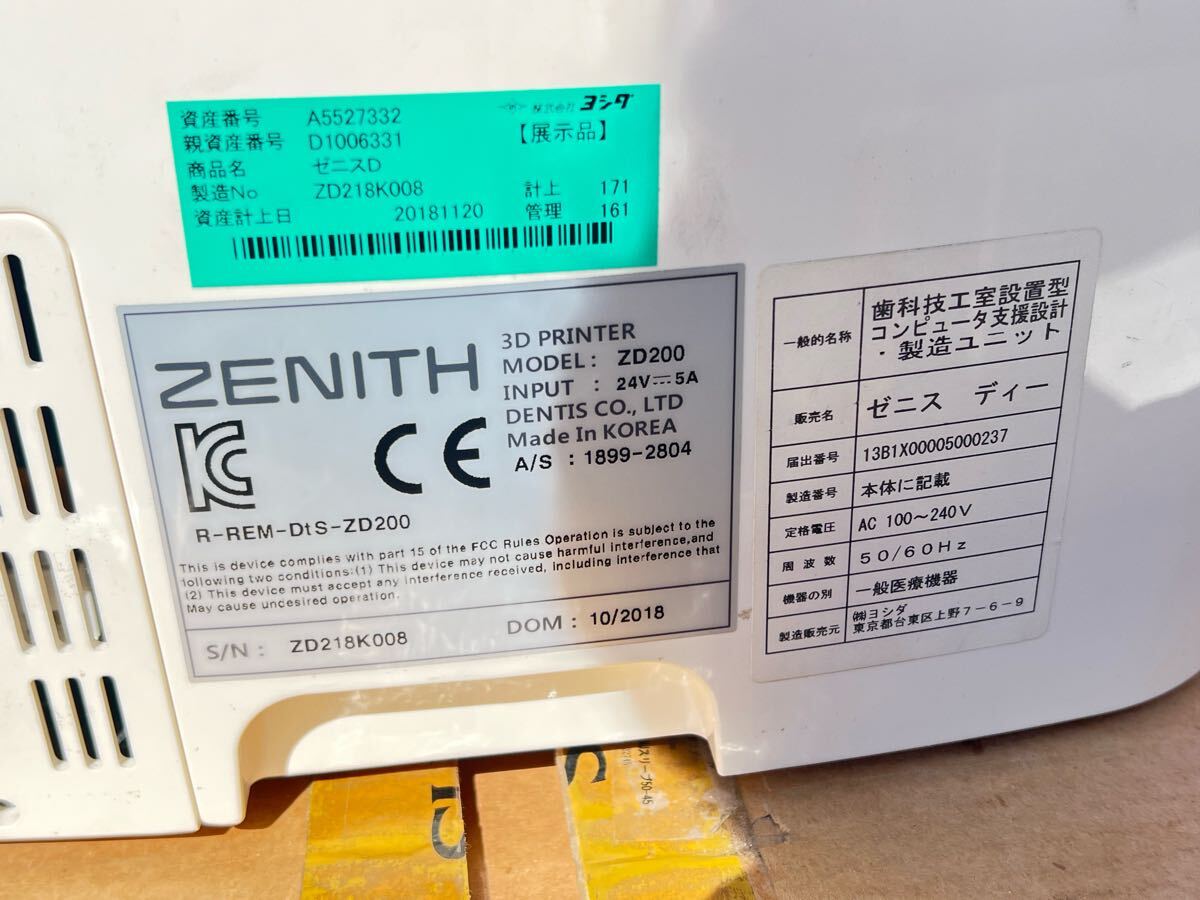 資産番号 A5527332 株式会社 ヨシダ
親資産番号 D1006331 【展示品】
商品名 ゼニスD
製造No ZD218K008 計上 171
資産計上日 20181120 管理 161
ZENITH
3D PRINTER
MODEL: ZD200
INPUT : 24V⎓5A
DENTIS CO., LTD
Made In KOREA
A/S : 1899-2804
KC CE
R-REM-DtS-ZD200
This is device complies with part 15 of the FCC Rules Operation is subject to the
following two conditions:(1) This device may not cause harmful interference,and
(2) This device must accept any interference received, including interference that
May cause uncesired operation.
S/N : ZD218K008 DOM : 10/2018
一般的名称 歯科技工室設置型
コンピュータ支援設計
・製造ユニット
販売名 ゼニス ディー
届出番号 13B1X00005000237
製造番号 本体に記載
定格電圧 AC 100〜240V
周波数 50/60Hz
機器の別 一般医療機器
製造販売元 ㈱ヨシダ
東京都台東区上野7-6-9
スリーブ50-45